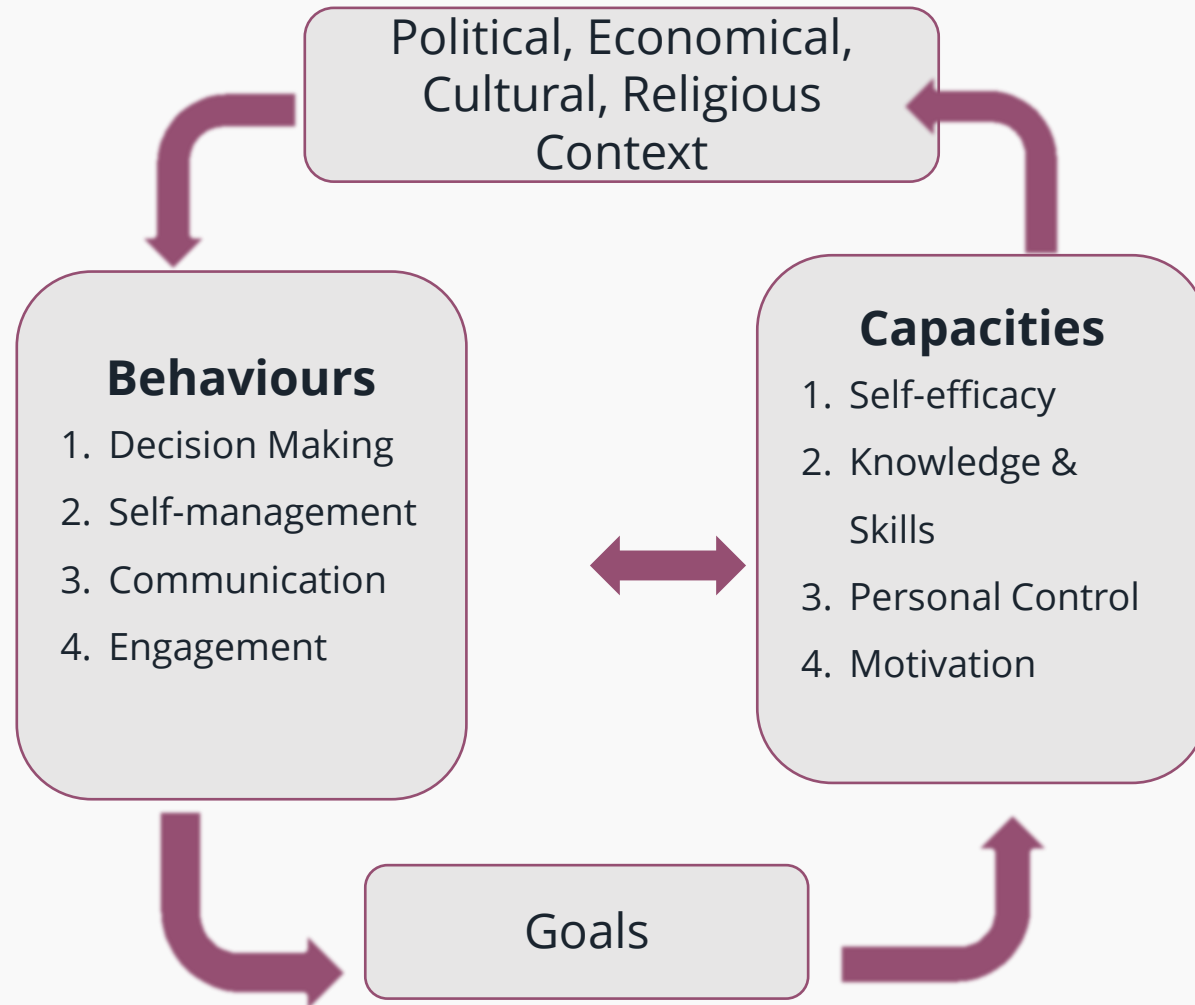 Political, Economical,
Cultural, Religious
Context
Behaviours
1. Decision Making
2. Self-management
3. Communication
4. Engagement
Capacities
1. Self-efficacy
2. Knowledge &
Skills
3. Personal Control
4. Motivation
Goals